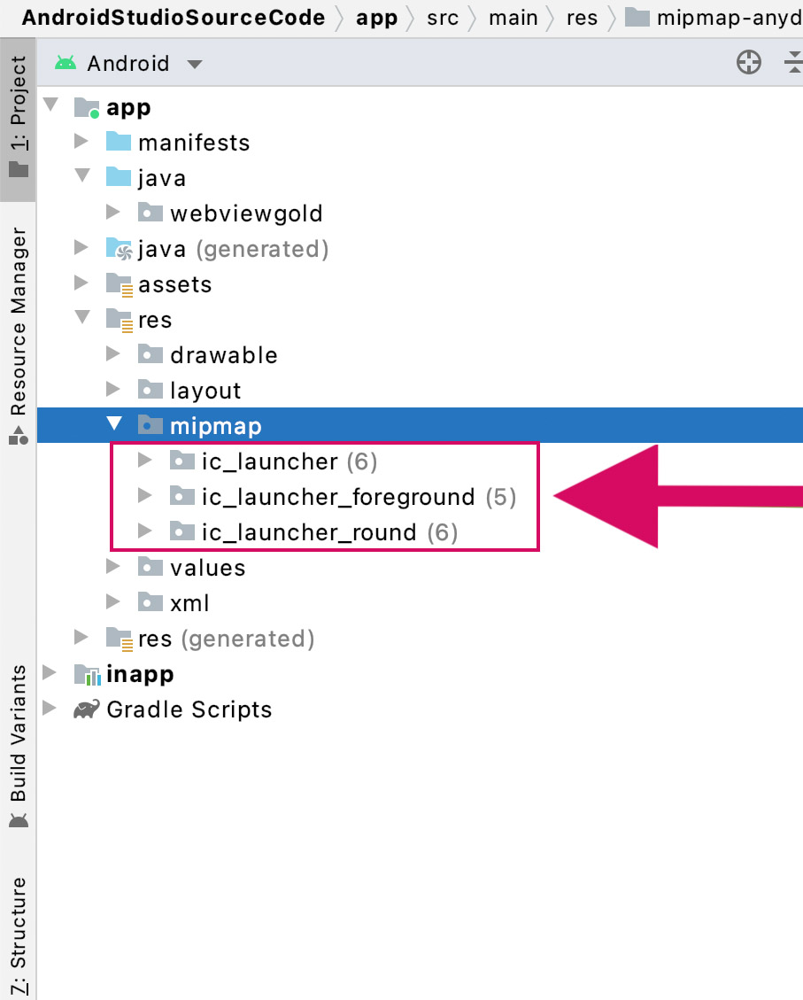 AndroidStudioSourceCode app src main res mipmap-anyd
Android
app
manifests
java
webviewgold
java (generated)
assets
res
drawable
layout
mipmap
ic_launcher (6)
ic_launcher_foreground (5)
ic_launcher_round (6)
values
xml
res (generated)
inapp
Gradle Scripts
1: Project
Resource Manager
Build Variants
7: Structure